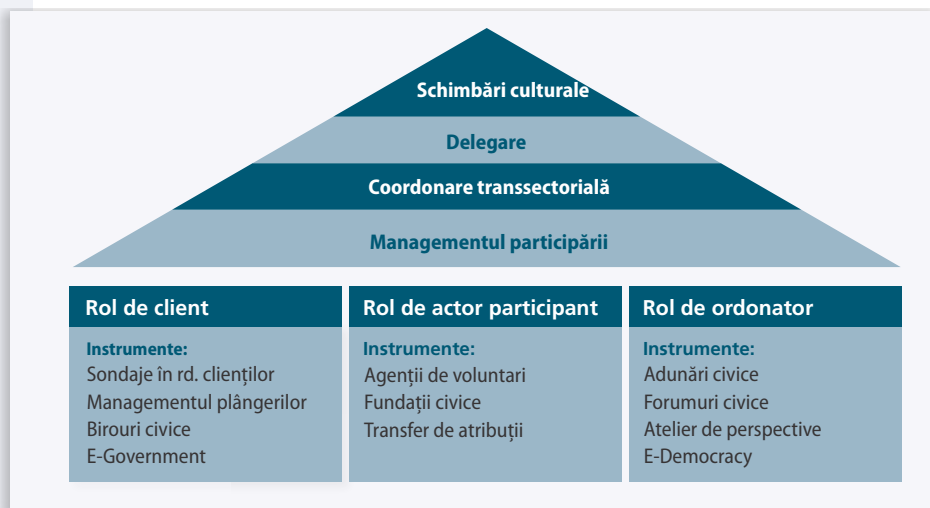 Schimbări culturale
Delegare
Coordonare transsectorială
Managementul participării
Rol de client
Instrumente:
Sondaje în rd. clienților
Managementul plângerilor
Birouri civice
E-Government
Rol de actor participant
Instrumente:
Agenții de voluntari
Fundații civice
Transfer de atribuții
Rol de ordonator
Instrumente:
Adunări civice
Forumuri civice
Atelier de perspective
E-Democracy